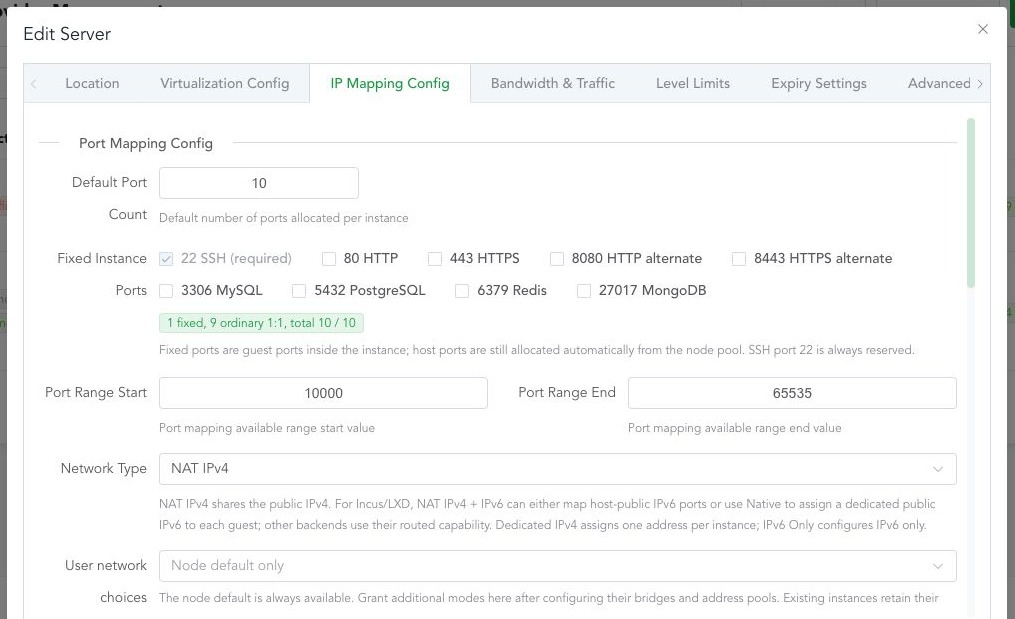 Edit Server
Location Virtualization Config IP Mapping Config Bandwidth & Traffic Level Limits Expiry Settings Advanced
Port Mapping Config
Default Port Count
10
Default number of ports allocated per instance
Fixed Instance Ports
22 SSH (required) 80 HTTP 443 HTTPS 8080 HTTP alternate 8443 HTTPS alternate
3306 MySQL 5432 PostgreSQL 6379 Redis 27017 MongoDB
1 fixed, 9 ordinary 1:1, total 10 / 10
Fixed ports are guest ports inside the instance; host ports are still allocated automatically from the node pool. SSH port 22 is always reserved.
Port Range Start 10000 Port Range End 65535
Port mapping available range start value Port mapping available range end value
Network Type NAT IPv4
NAT IPv4 shares the public IPv4. For Incus/LXD, NAT IPv4 + IPv6 can either map host-public IPv6 ports or use Native to assign a dedicated public
IPv6 to each guest; other backends use their routed capability. Dedicated IPv4 assigns one address per instance; IPv6 Only configures IPv6 only.
User network choices
Node default only
The node default is always available. Grant additional modes here after configuring their bridges and address pools. Existing instances retain their